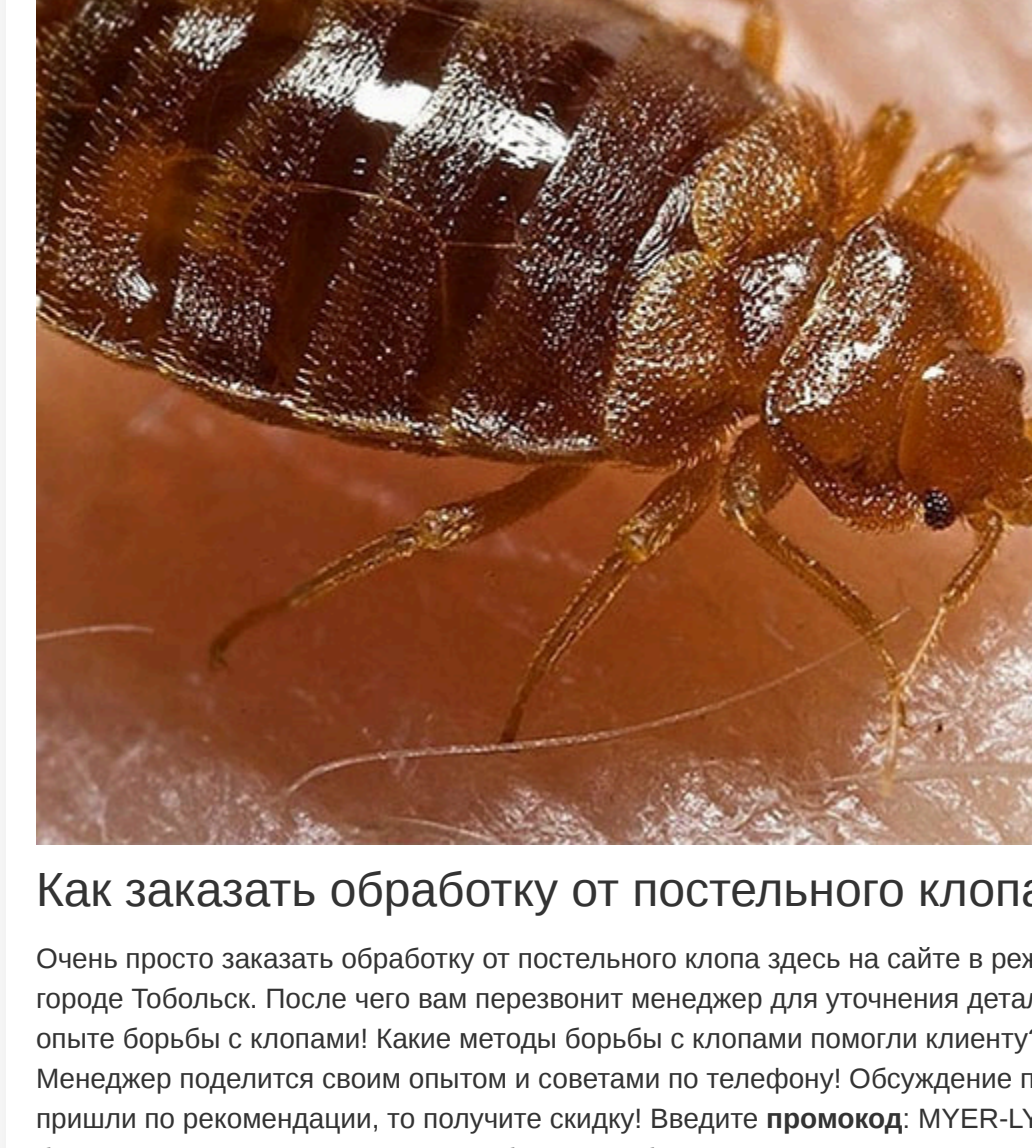 Как заказать обработку от постельного клопа
Очень просто заказать обработку от постельного клопа здесь на сайте в
городе Тобольск. После чего вам перезвонит менеджер для уточнения
опыте борьбы с клопами! Какие методы борьбы с клопами помогли клиенту?
Менеджер поделится своим опытом и советами по телефону! Обсуждение
пришли по рекомендации, то получите скидку! Введите промокод: